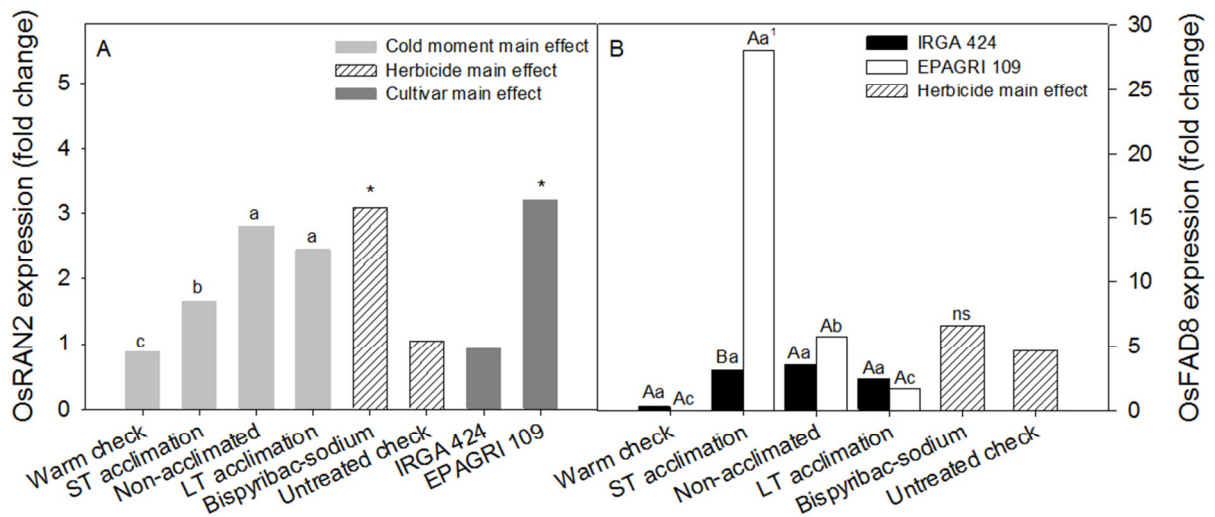 OsRAN2 expression (fold change)
5
4
3
2
1
0
A
Cold moment main effect
Herbicide main effect
Cultivar main effect
c
b
a
a
*
*
Warm check
ST acclimation
Non-acclimated
LT acclimation
Bispyribac-sodium
Untreated check
IRGA 424
EPAGRI 109
B
IRGA 424
EPAGRI 109
Herbicide main effect
Aa
Ac
Ba
Aa¹
Aa
Ab
Aa
Ac
ns
Warm check
ST acclimation
Non-acclimated
LT acclimation
Bispyribac-sodium
Untreated check
30
25
20
15
10
5
0
OsFAD8 expression (fold change)